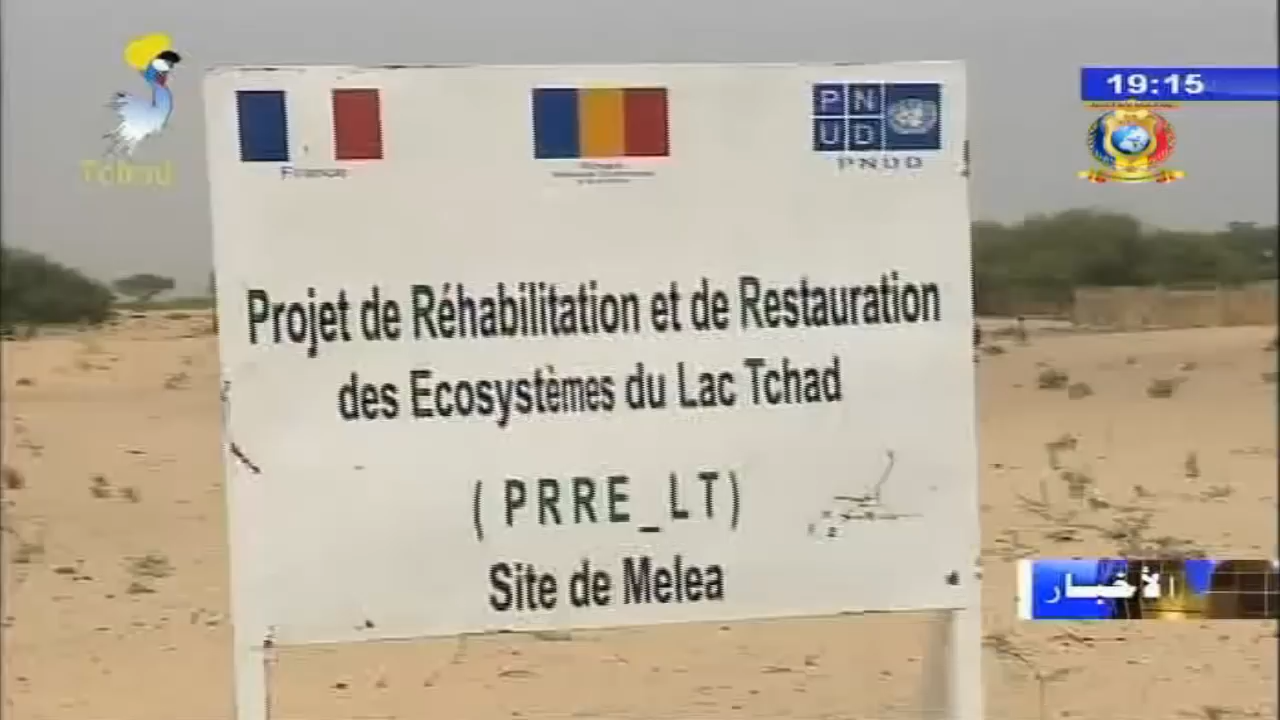 Tchad
19:15
France
PNUD
PNUD
Projet de Réhabilitation et de Restauration
des Ecosystèmes du Lac Tchad
(PRRE_LT)
Site de Melea
الأخبار